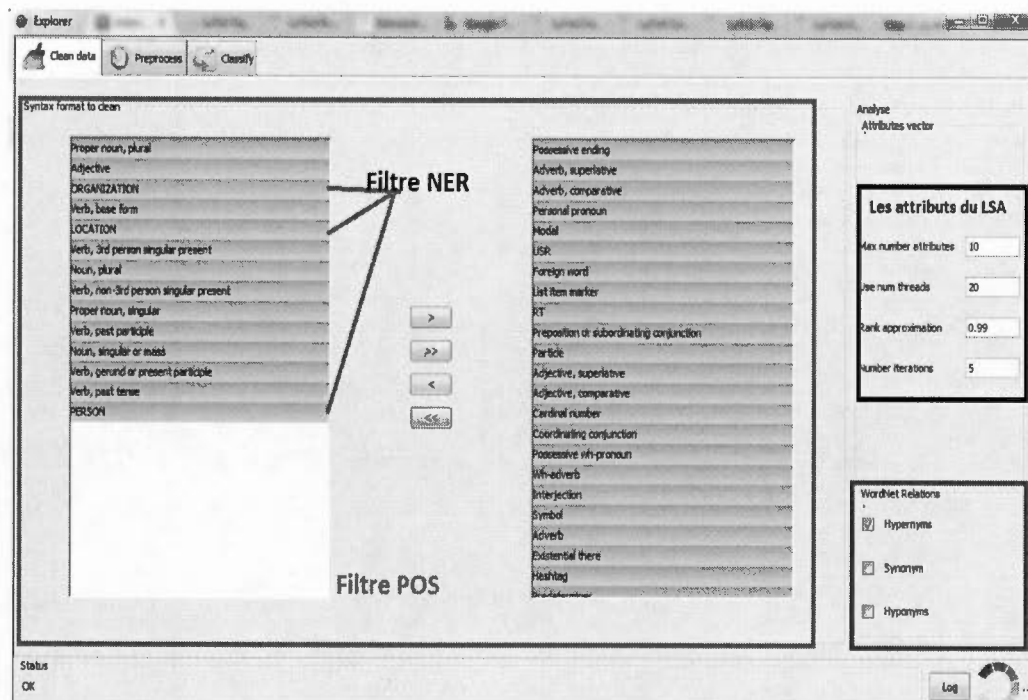 Explorer
Clean data
Preprocess
Classify
Syntax format to clean
Proper noun, plural
Adjective
ORGANIZATION
Verb, base form
LOCATION
Verb, 3rd person singular present
Noun, plural
Verb, non-3rd person singular present
Proper noun, singular
Verb, past participle
Noun, singular or mass
Verb, gerund or present participle
Verb, past tense
PERSON
Filtre NER
>
>>
<
<<
Filtre POS
Possessive ending
Adverb, superlative
Adverb, comparative
Personal pronoun
Modal
USR
Foreign word
List item marker
RT
Preposition or subordinating conjunction
Particle
Adjective, superlative
Adjective, comparative
Cardinal number
Coordinating conjunction
Possessive wh-pronoun
Wh-adverb
Interjection
Symbol
Adverb
Existential there
Hashtag
Analyse
Attributes vector
Les attributs du LSA
Max number attributes 10
Use num threads 20
Rank approximation 0.99
Number iterations 5
WordNet Relations
Hypernyms
Synonym
Hyponyms
Status
OK
Log